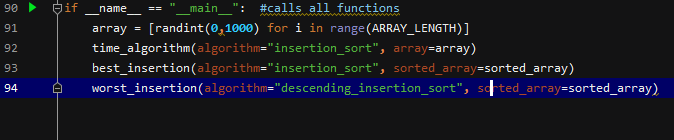 90 if __name__ == "__main__":  #calls all functions
91     array = [randint(0,1000) for i in range(ARRAY_LENGTH)]
92     time_algorithm(algorithm="insertion_sort", array=array)
93     best_insertion(algorithm="insertion_sort", sorted_array=sorted_array)
94     worst_insertion(algorithm="descending_insertion_sort", sorted_array=sorted_array)